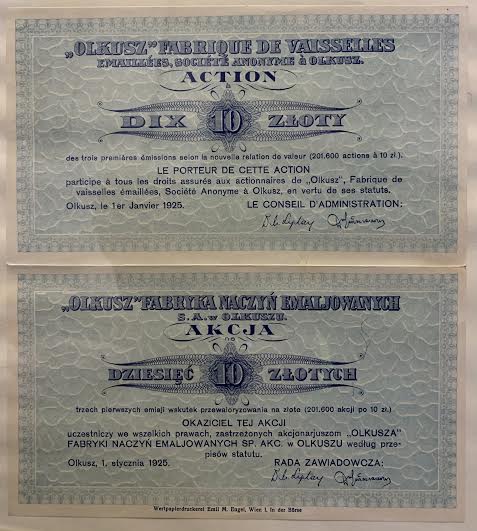 „OLKUSZ” FABRIQUE DE VAISSELLES
EMAILLÉES, SOCIÉTÉ ANONYME à OLKUSZ.
ACTION
DIX 10 ZŁOTY
des trois premières émissions selon la nouvelle relation de valeur (201.600 actions à 10 zł.).
LE PORTEUR DE CETTE ACTION
participe à tous les droits assurés aux actionnaires de „Olkusz”, Fabrique de
vaisselles émaillées, Société Anonyme à Olkusz, en vertu de ses statuts.
Olkusz, le 1er Janvier 1925. LE CONSEIL D'ADMINISTRATION:
„OLKUSZ” FABRYKA NACZYŃ EMALJOWANYCH
S. A. w OLKUSZU.
AKCJA
DZIESIĘĆ 10 ZŁOTYCH
trzech pierwszych emisji wskutek przewaloryzowania na złote (201.600 akcji po 10 zł.)
OKAZICIEL TEJ AKCJI
uczestniczy we wszelkich prawach, zastrzeżonych akcjonarjuszom „OLKUSZA”
FABRYKI NACZYŃ EMALJOWANYCH SP. AKC. w OLKUSZU według prze-
pisów statutu.
Olkusz, 1. stycznia 1925. RADA ZAWIADOWCZA:
Wertpapierdruckerei Emil M. Engel, Wien I. In der Börse